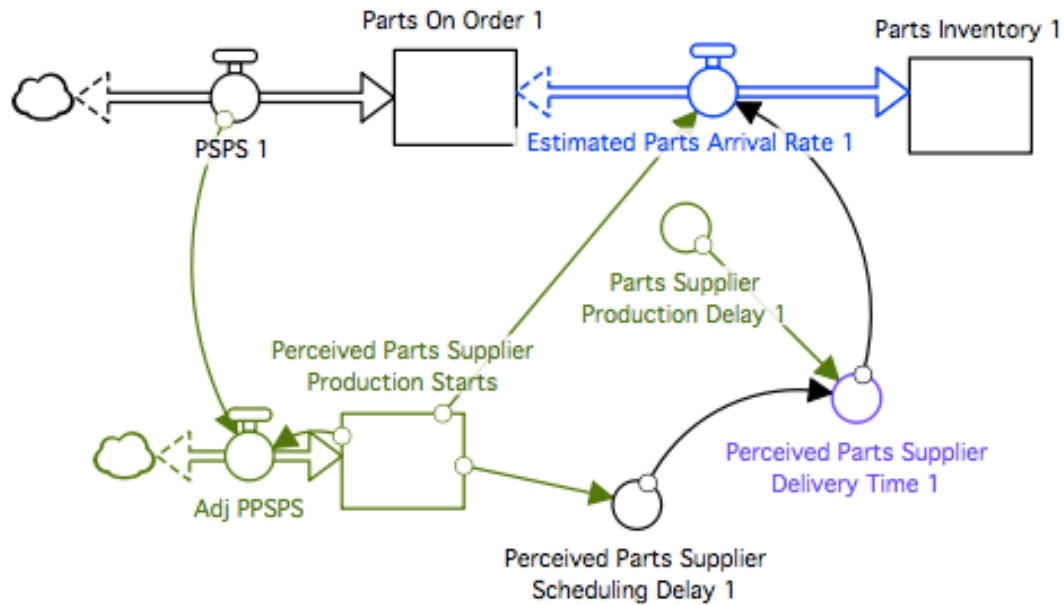 Parts On Order 1
Parts Inventory 1
PSPS 1
Estimated Parts Arrival Rate 1
Parts Supplier
Production Delay 1
Perceived Parts Supplier
Production Starts
Adj PPSPS
Perceived Parts Supplier
Delivery Time 1
Perceived Parts Supplier
Scheduling Delay 1